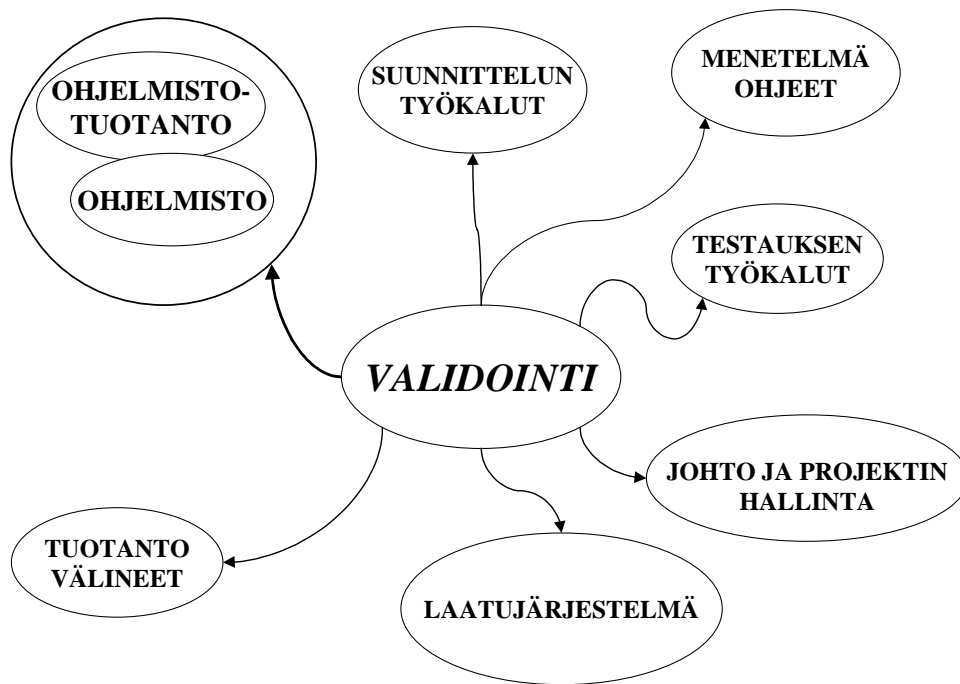 OHJELMISTO-
TUOTANTO
OHJELMISTO
SUUNNITTELUN
TYÖKALUT
MENETELMÄ
OHJEET
TESTAUKSEN
TYÖKALUT
VALIDOINTI
JOHTO JA PROJEKTIN
HALLINTA
TUOTANTO
VÄLINEET
LAATUJÄRJESTELMÄ